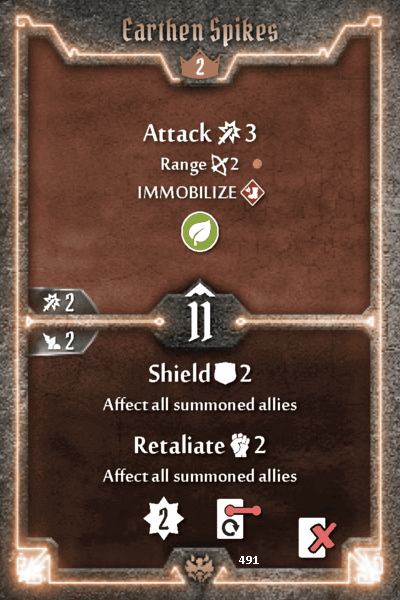 Earthen Spikes
2
Attack 3
Range 2
IMMOBILIZE
2
11
2
Shield 2
Affect all summoned allies
Retaliate 2
Affect all summoned allies
2
491